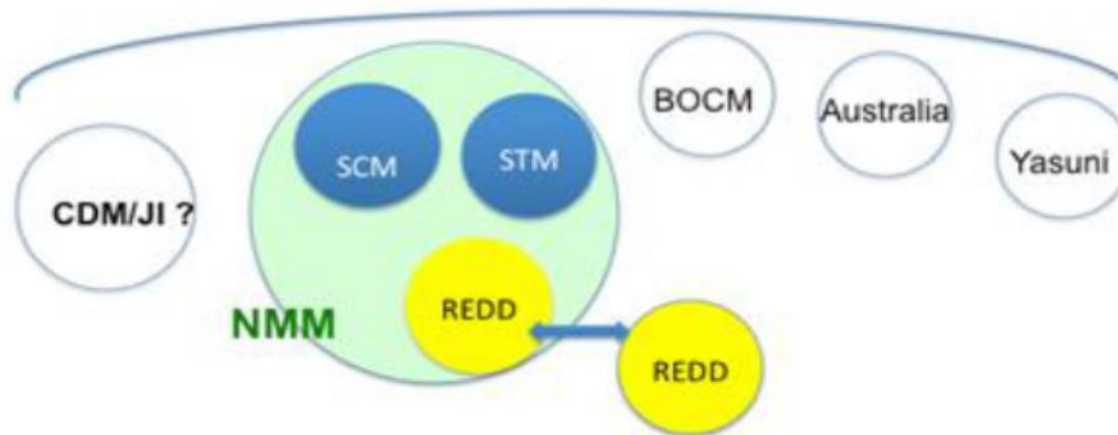 BOCM
Australia
Yasuni
SCM
STM
CDM/JI ?
REDD
NMM
REDD